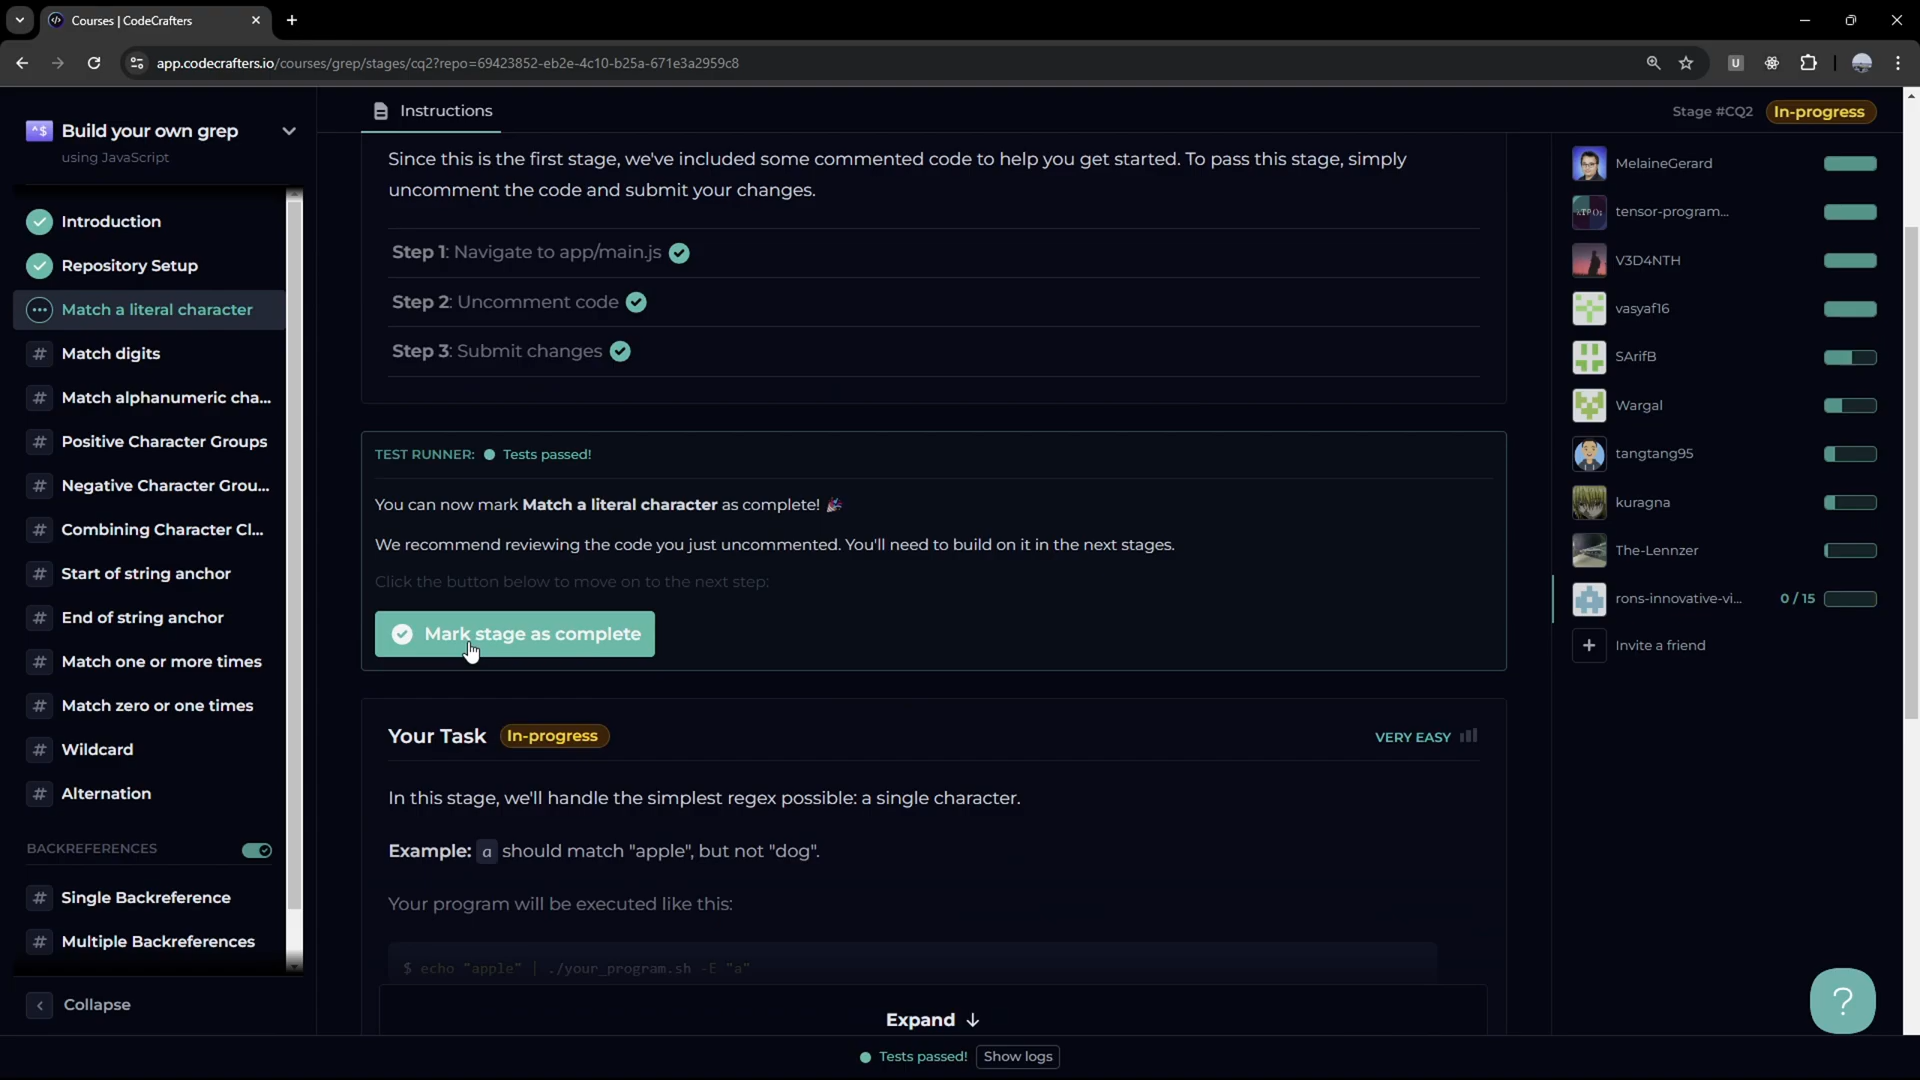 Courses | CodeCrafters
app.codecrafters.io/courses/grep/stages/cq2?repo=69423852-eb2e-4c10-b25a-671e3a2959c8
U
^$ Build your own grep
using JavaScript
Introduction
Repository Setup
Match a literal character
# Match digits
# Match alphanumeric cha...
# Positive Character Groups
# Negative Character Grou...
# Combining Character Cl...
# Start of string anchor
# End of string anchor
# Match one or more times
# Match zero or one times
# Wildcard
# Alternation
BACKREFERENCES
# Single Backreference
# Multiple Backreferences
Collapse
Instructions
Stage #CQ2 In-progress
Since this is the first stage, we've included some commented code to help you get started. To pass this stage, simply
uncomment the code and submit your changes.
Step 1: Navigate to app/main.js
Step 2: Uncomment code
Step 3: Submit changes
TEST RUNNER: Tests passed!
You can now mark Match a literal character as complete! 🎉
We recommend reviewing the code you just uncommented. You'll need to build on it in the next stages.
Click the button below to move on to the next step:
Mark stage as complete
Your Task In-progress
VERY EASY
In this stage, we'll handle the simplest regex possible: a single character.
Example: a should match "apple", but not "dog".
Your program will be executed like this:
$ echo "apple" | ./your_program.sh -E "a"
Expand ↓
MelaineGerard
tensor-program...
V3D4NTH
vasyaf16
SArifB
Wargal
tangtang95
kuragna
The-Lennzer
rons-innovative-vi... 0 / 15
+ Invite a friend
?
Tests passed! Show logs